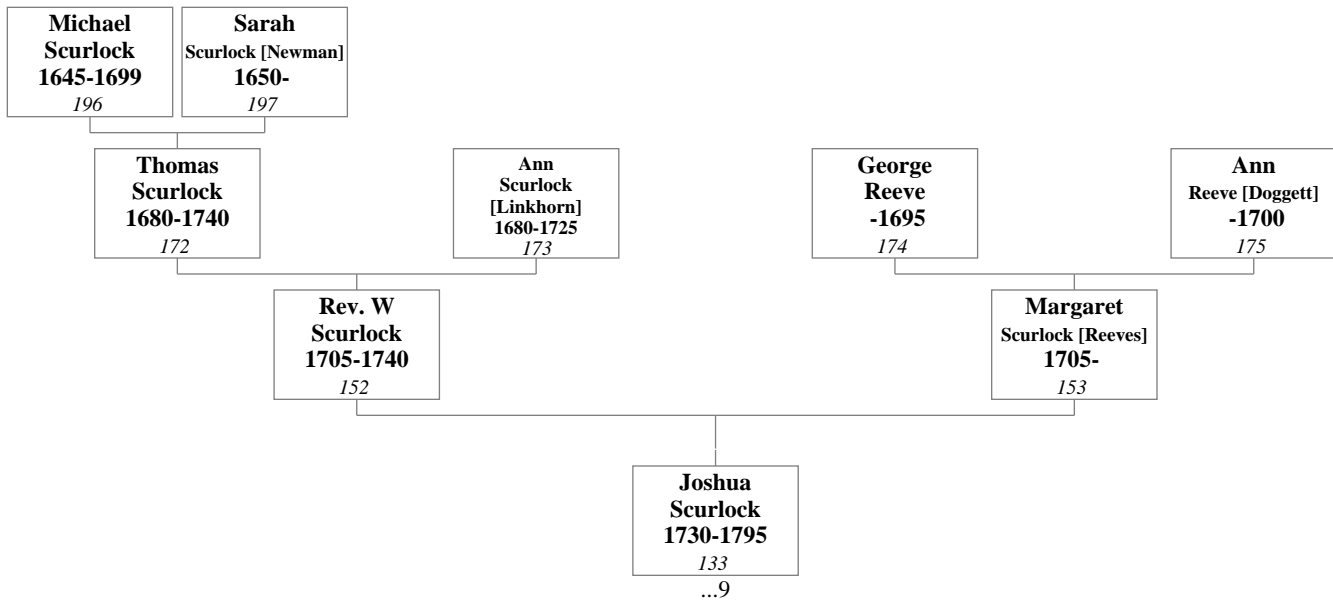 Michael
Scurlock
1645-1699
196
Sarah
Scurlock [Newman]
1650-
197
Thomas
Scurlock
1680-1740
172
Ann
Scurlock
[Linkhorn]
1680-1725
173
George
Reeve
-1695
174
Ann
Reeve [Doggett]
-1700
175
Rev. W
Scurlock
1705-1740
152
Margaret
Scurlock [Reeves]
1705-
153
Joshua
Scurlock
1730-1795
133
...9